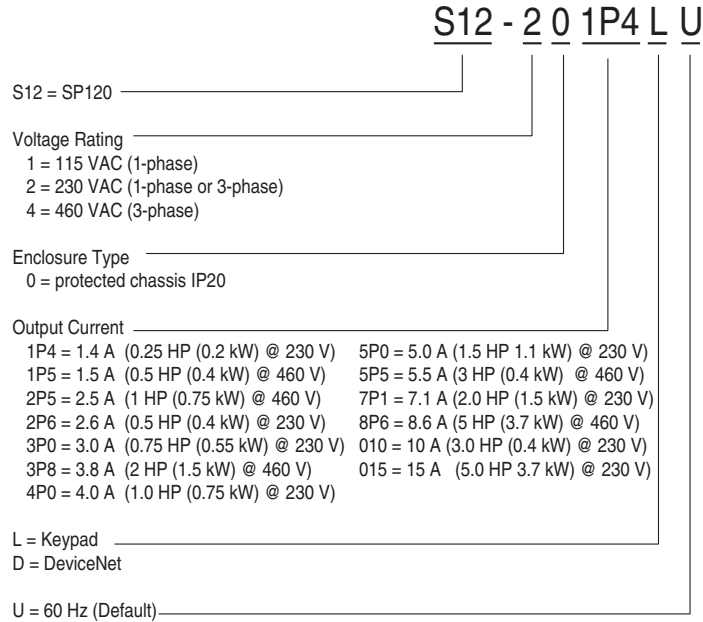 S12 - 2 0 1P4 L U
S12 = SP120
Voltage Rating
1 = 115 VAC (1-phase)
2 = 230 VAC (1-phase or 3-phase)
4 = 460 VAC (3-phase)
Enclosure Type
0 = protected chassis IP20
Output Current
1P4 = 1.4 A (0.25 HP (0.2 kW) @ 230 V) 5P0 = 5.0 A (1.5 HP 1.1 kW) @ 230 V)
1P5 = 1.5 A (0.5 HP (0.4 kW) @ 460 V) 5P5 = 5.5 A (3 HP (0.4 kW) @ 460 V)
2P5 = 2.5 A (1 HP (0.75 kW) @ 460 V) 7P1 = 7.1 A (2.0 HP (1.5 kW) @ 230 V)
2P6 = 2.6 A (0.5 HP (0.4 kW) @ 230 V) 8P6 = 8.6 A (5 HP (3.7 kW) @ 460 V)
3P0 = 3.0 A (0.75 HP (0.55 kW) @ 230 V) 010 = 10 A (3.0 HP (0.4 kW) @ 230 V)
3P8 = 3.8 A (2 HP (1.5 kW) @ 460 V) 015 = 15 A (5.0 HP 3.7 kW) @ 230 V)
4P0 = 4.0 A (1.0 HP (0.75 kW) @ 230 V)
L = Keypad
D = DeviceNet
U = 60 Hz (Default)